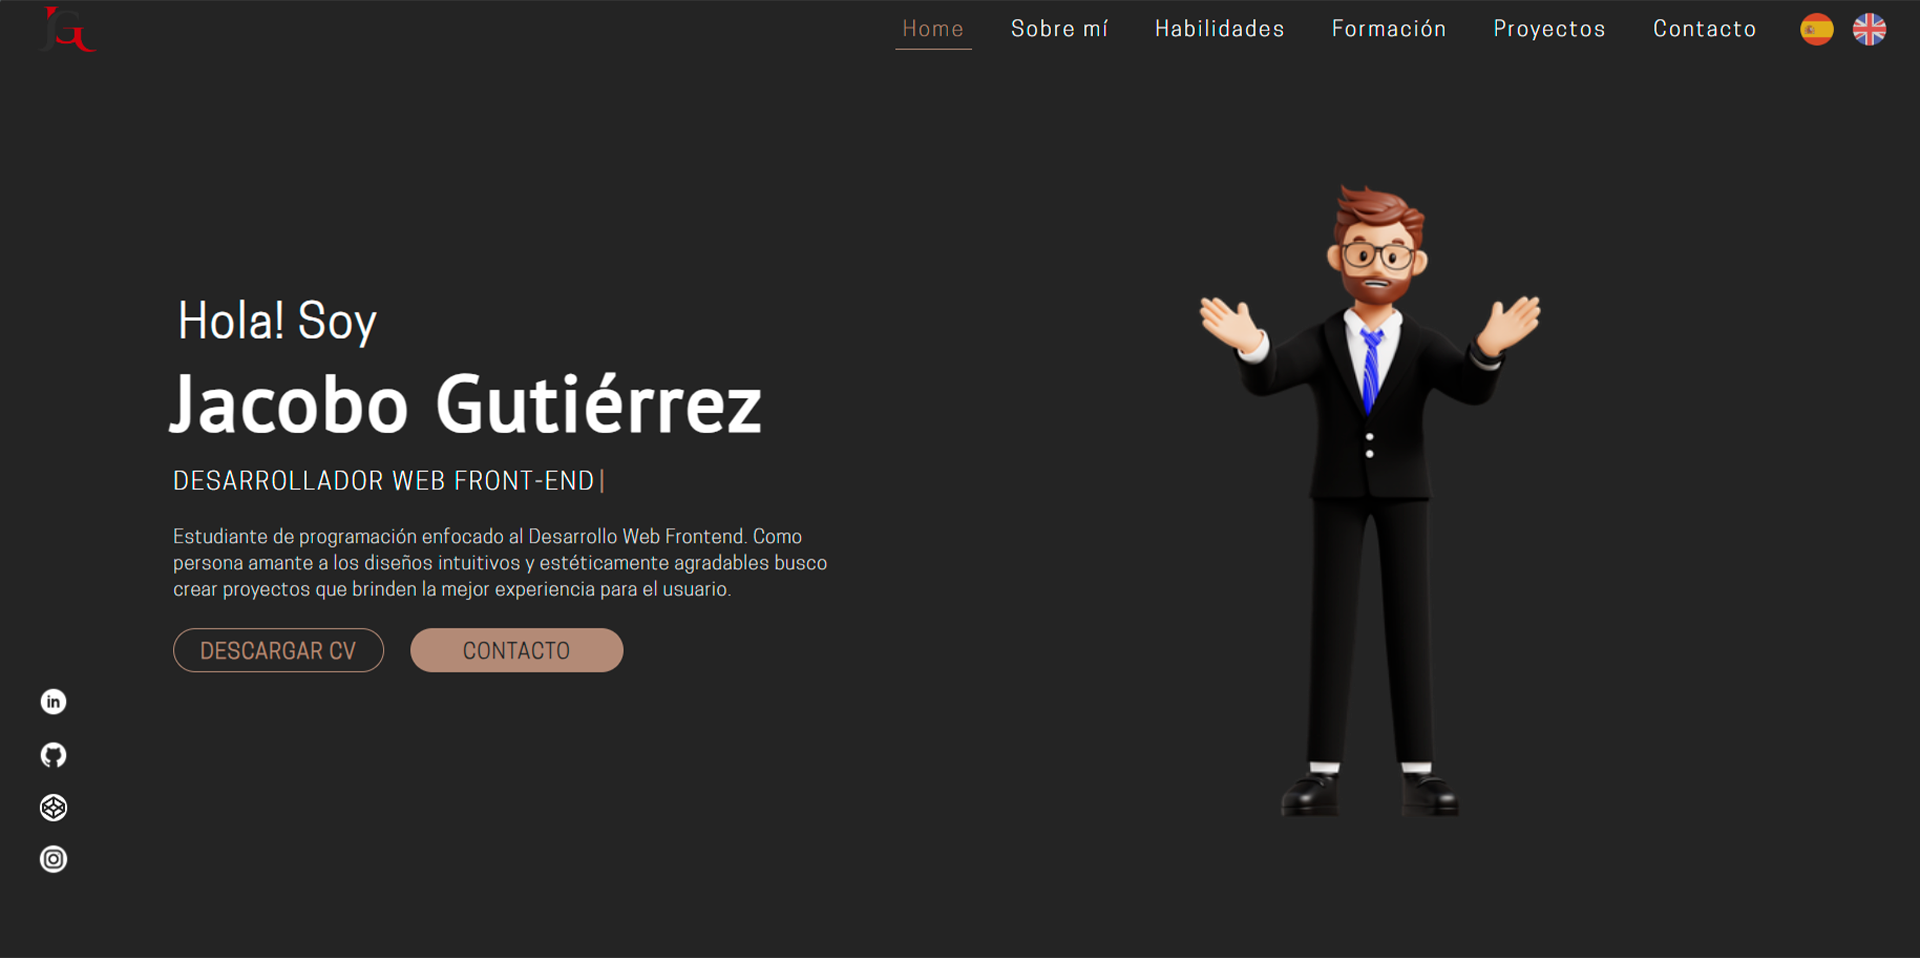 JG
Home Sobre mí Habilidades Formación Proyectos Contacto
Hola! Soy
Jacobo Gutiérrez
DESARROLLADOR WEB FRONT-END|
Estudiante de programación enfocado al Desarrollo Web Frontend. Como
persona amante a los diseños intuitivos y estéticamente agradables busco
crear proyectos que brinden la mejor experiencia para el usuario.
DESCARGAR CV CONTACTO
in